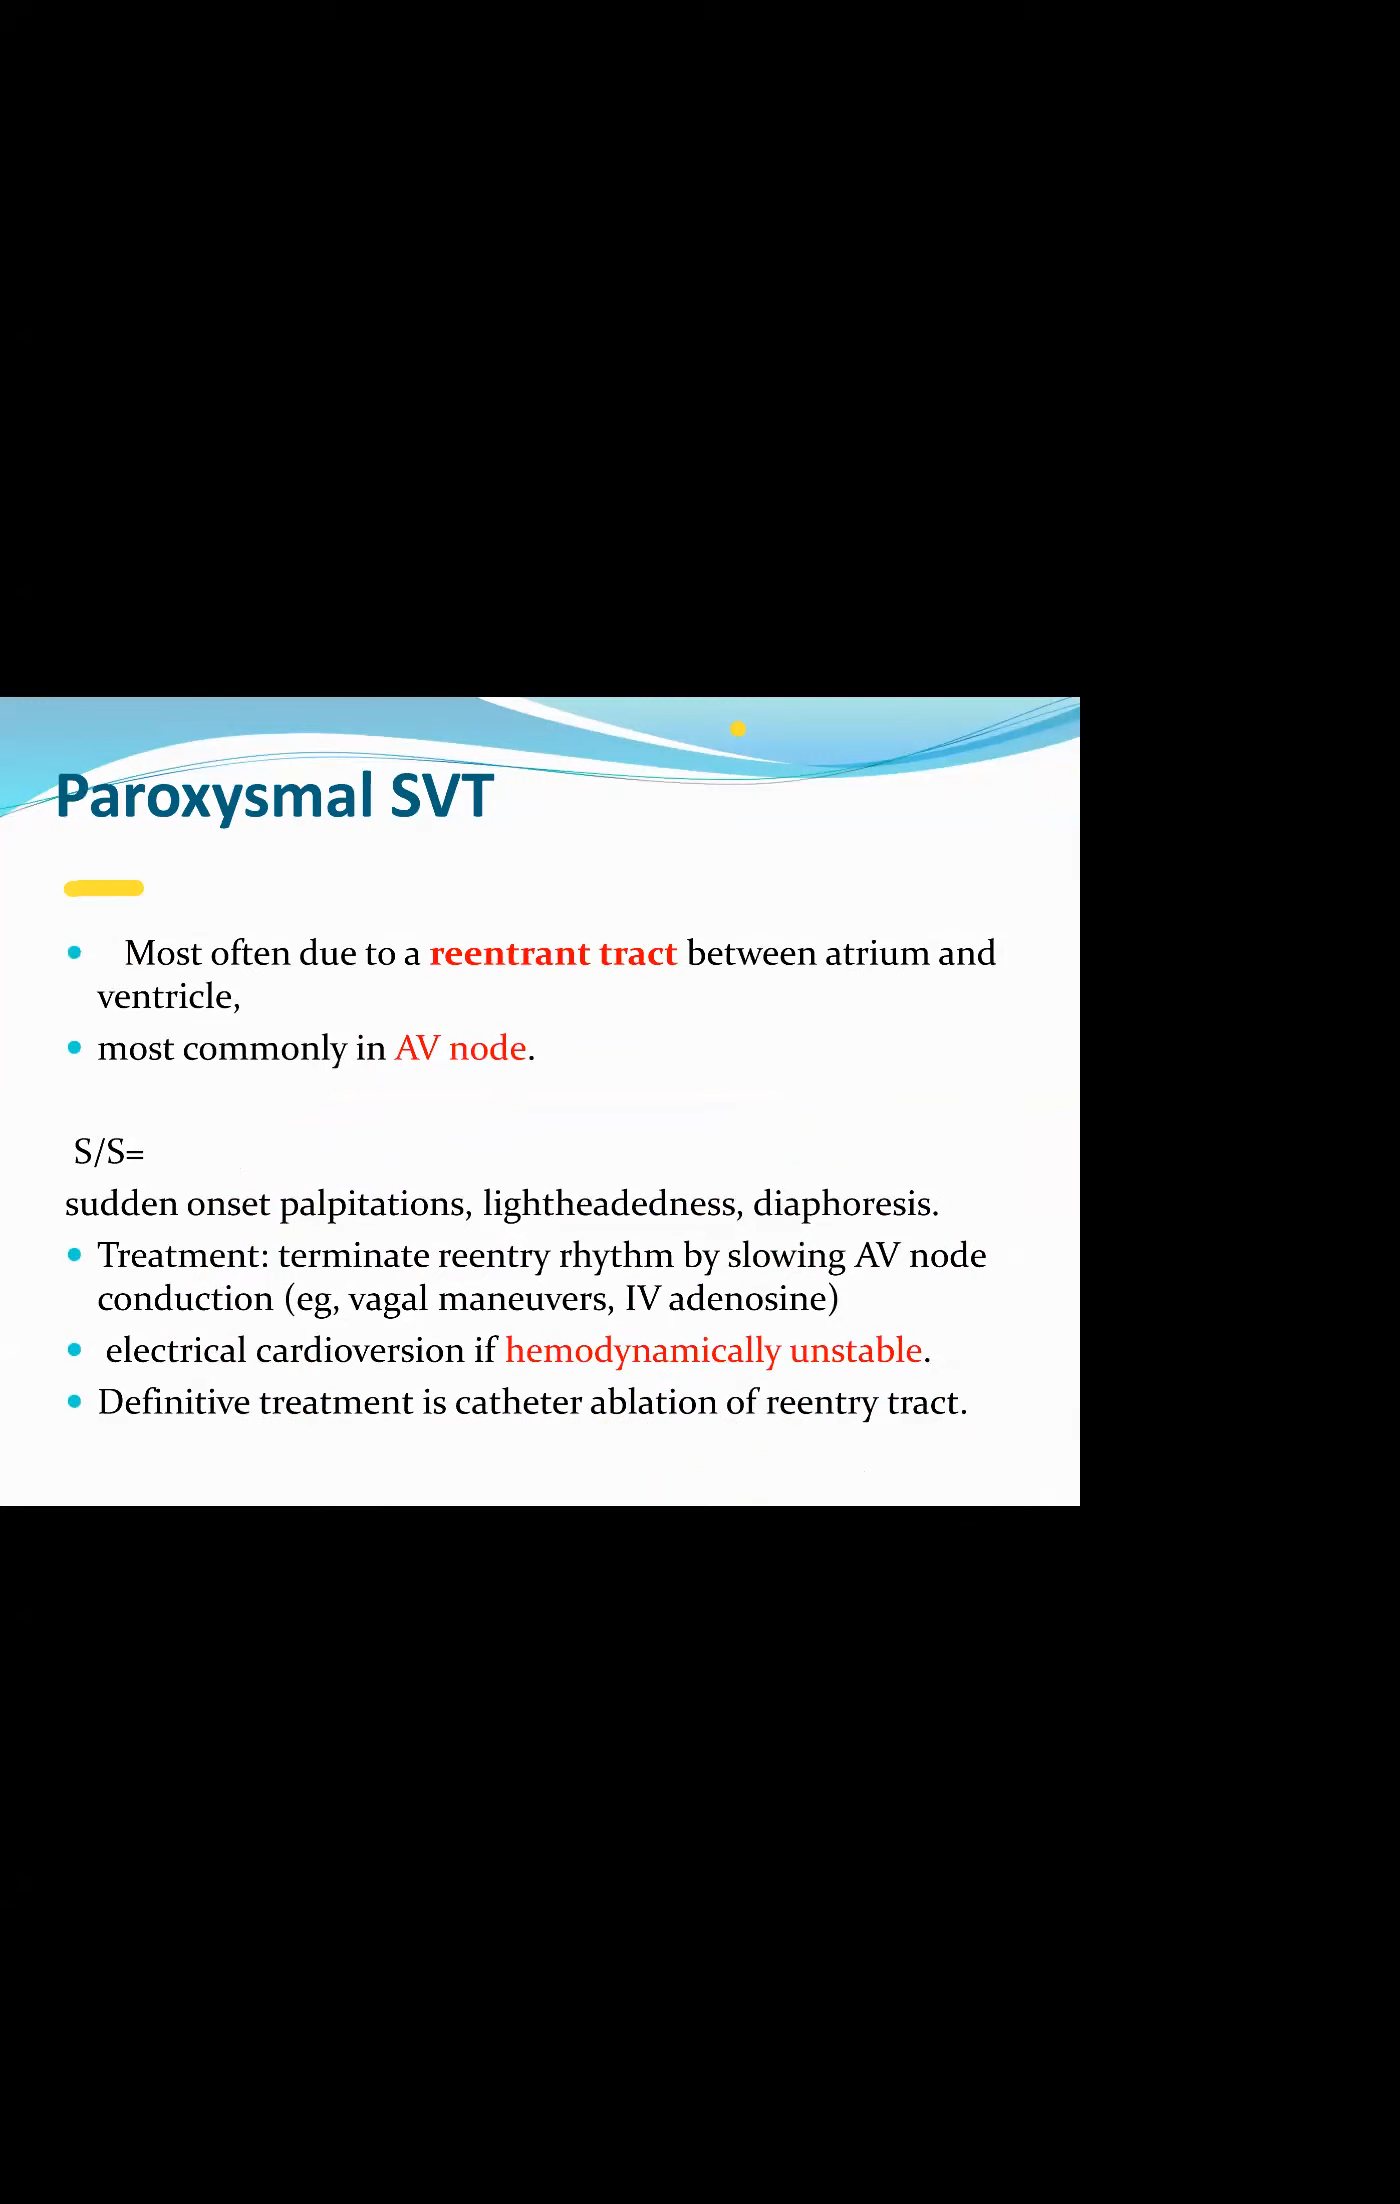 Paroxysmal SVT
• Most often due to a reentrant tract between atrium and
ventricle,
• most commonly in AV node.
S/S=
sudden onset palpitations, lightheadedness, diaphoresis.
• Treatment: terminate reentry rhythm by slowing AV node
conduction (eg, vagal maneuvers, IV adenosine)
• electrical cardioversion if hemodynamically unstable.
• Definitive treatment is catheter ablation of reentry tract.